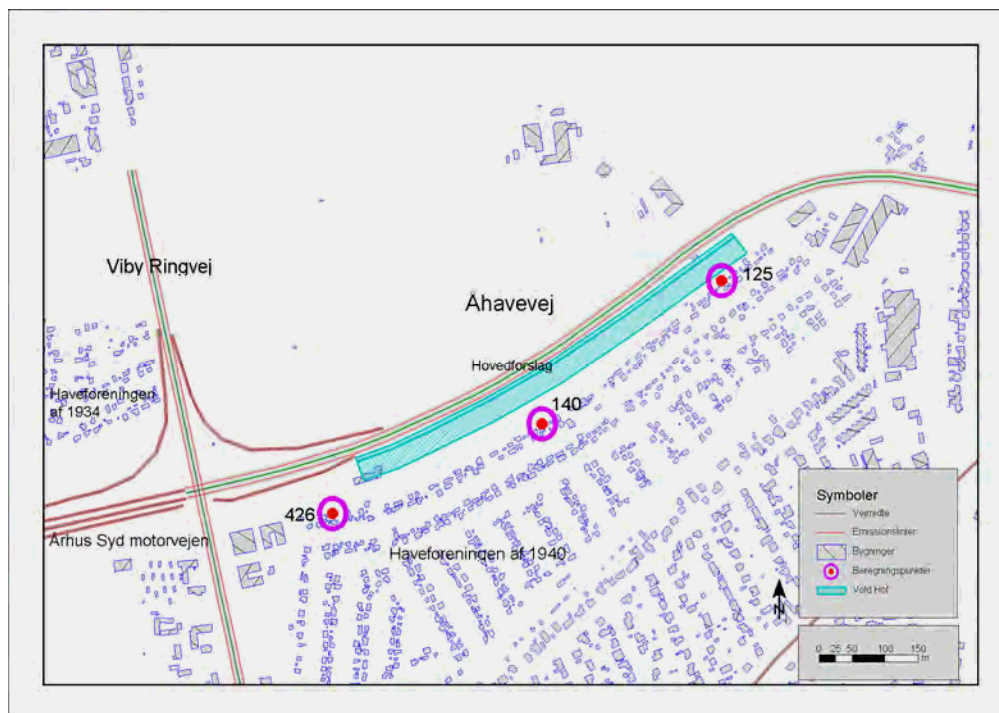 Viby Ringvej
125
Åhavevej
Hovedforslag
Haveforeningen
af 1934
140
426
Århus Syd motorvejen
Haveforeningen af 1940
Symboler
Vejmidte
Emissionslinier
Bygninger
Beregningspunkter
Vold Hof
N
0 25 50 100 150
m